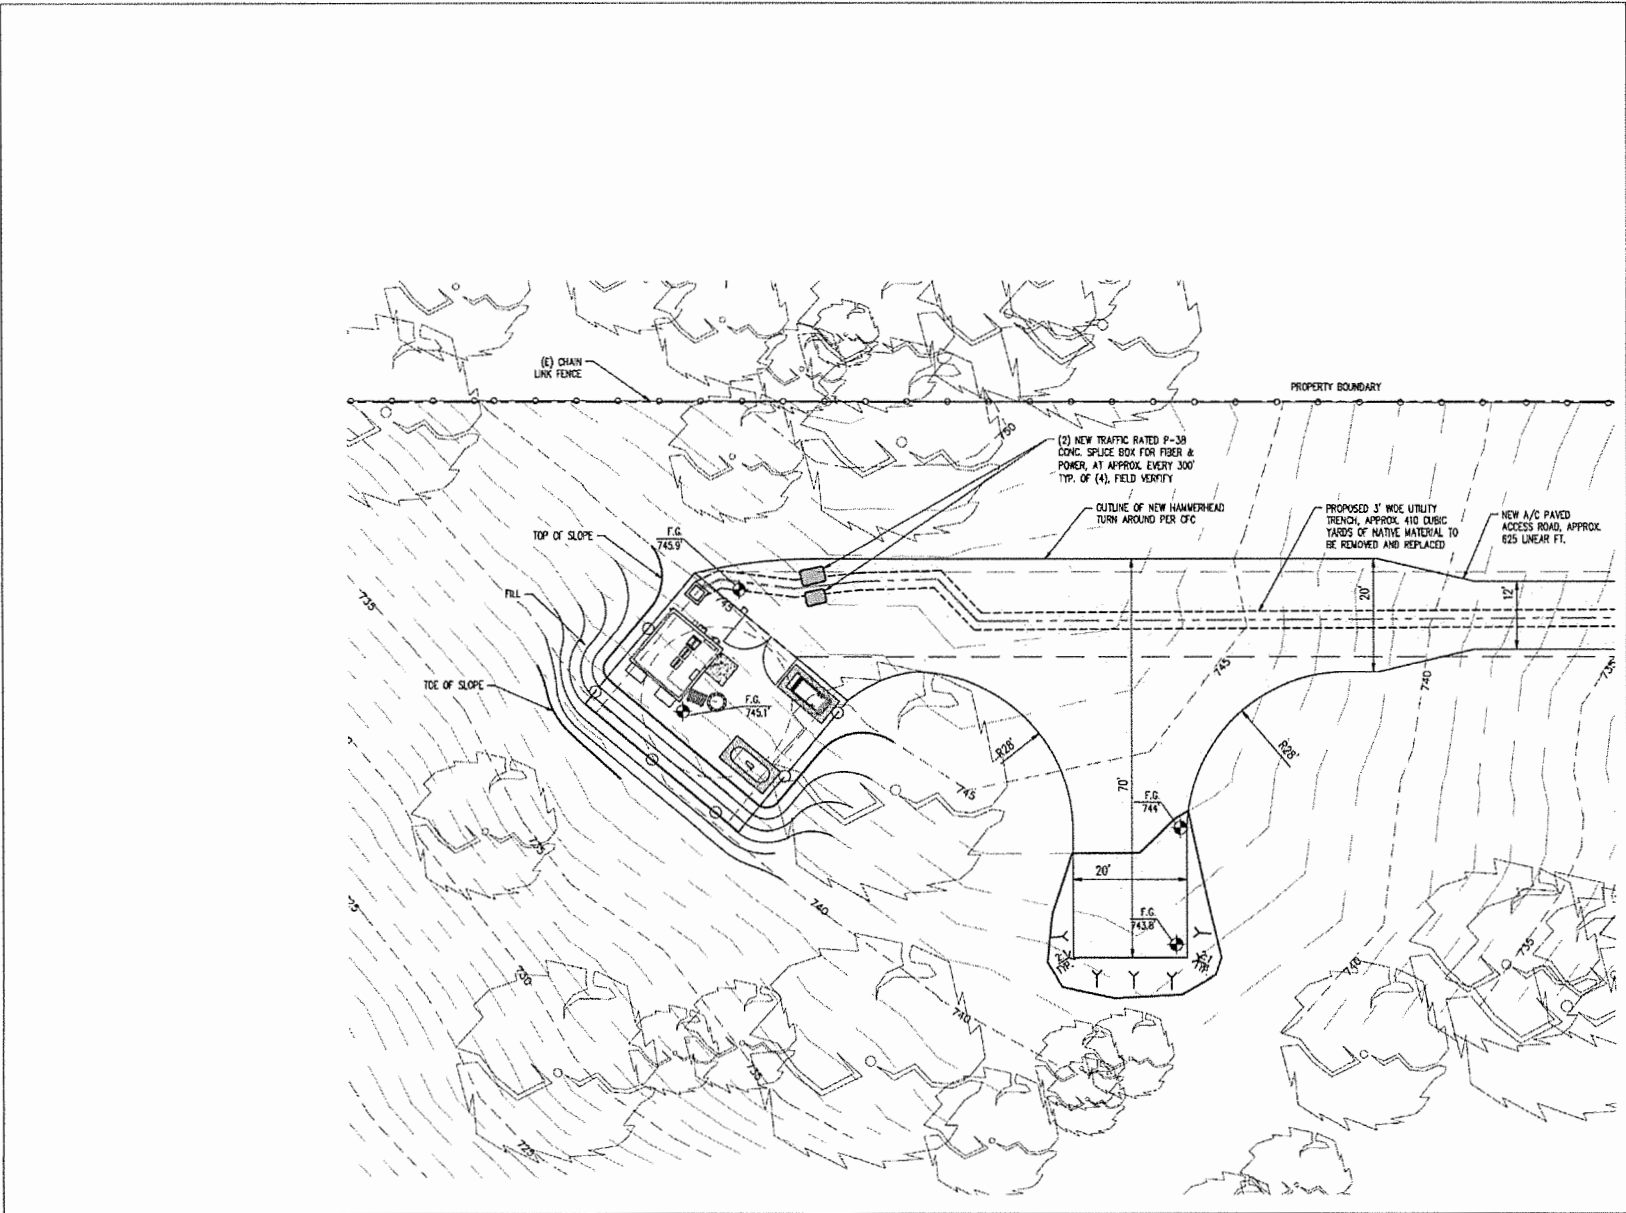 (E) CHAIN
LINK FENCE
PROPERTY BOUNDARY
750
(2) NEW TRAFFIC RATED P-38
CONC. SPLICE BOX FOR FIBER &
POWER, AT APPROX. EVERY 300'
TYP. OF (4), FIELD VERFITY
OUTLINE OF NEW HAMMERHEAD
TURN AROUND PER CFC
PROPOSED 3' WIDE UTILITY
TRENCH, APPROX. 410 CUBIC
YARDS OF NATIVE MATERIAL TO
BE REMOVED AND REPLACED
NEW A/C PAVED
ACCESS ROAD, APPROX.
625 LINEAR FT.
TOP OF SLOPE
F.G.
745.9'
FILL
735
745
20'
12'
TOE OF SLOPE
F.G.
745.1'
745
740
735
R28'
R28'
70'
745
F.G.
744'
725
20'
740
F.G.
743.8'
730
740
735
740
735
725